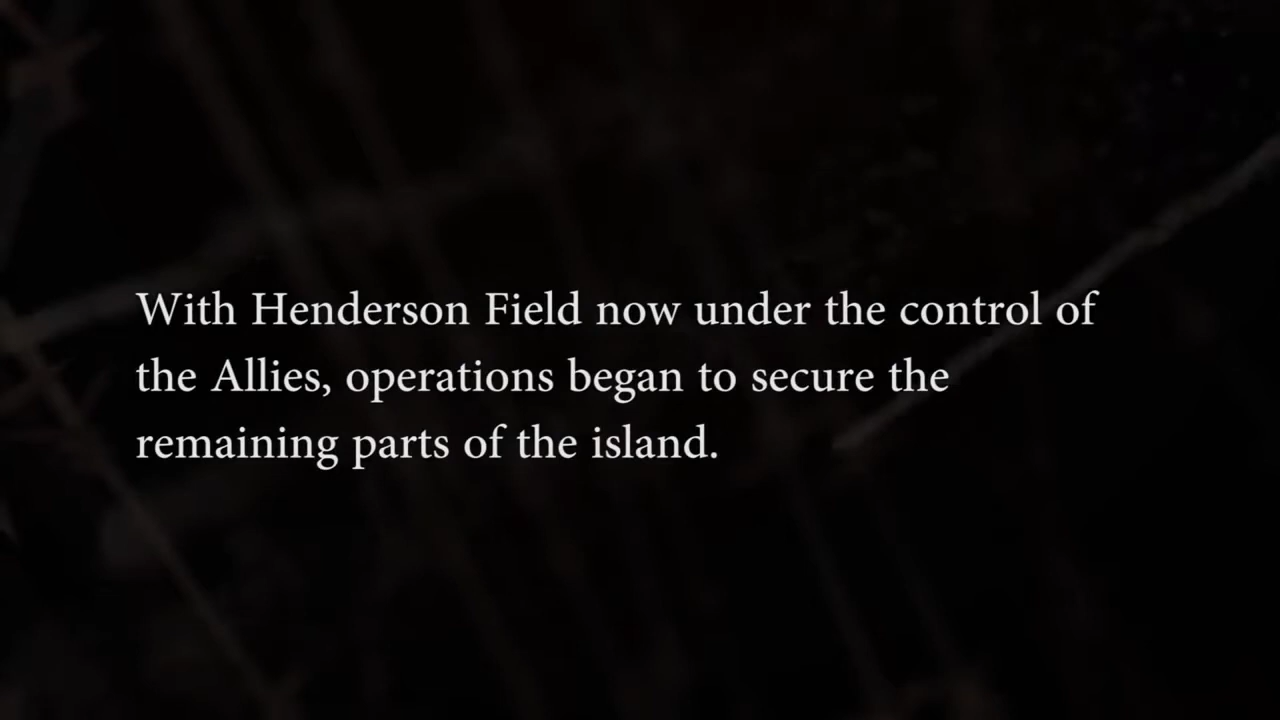 With Henderson Field now under the control of
the Allies, operations began to secure the
remaining parts of the island.